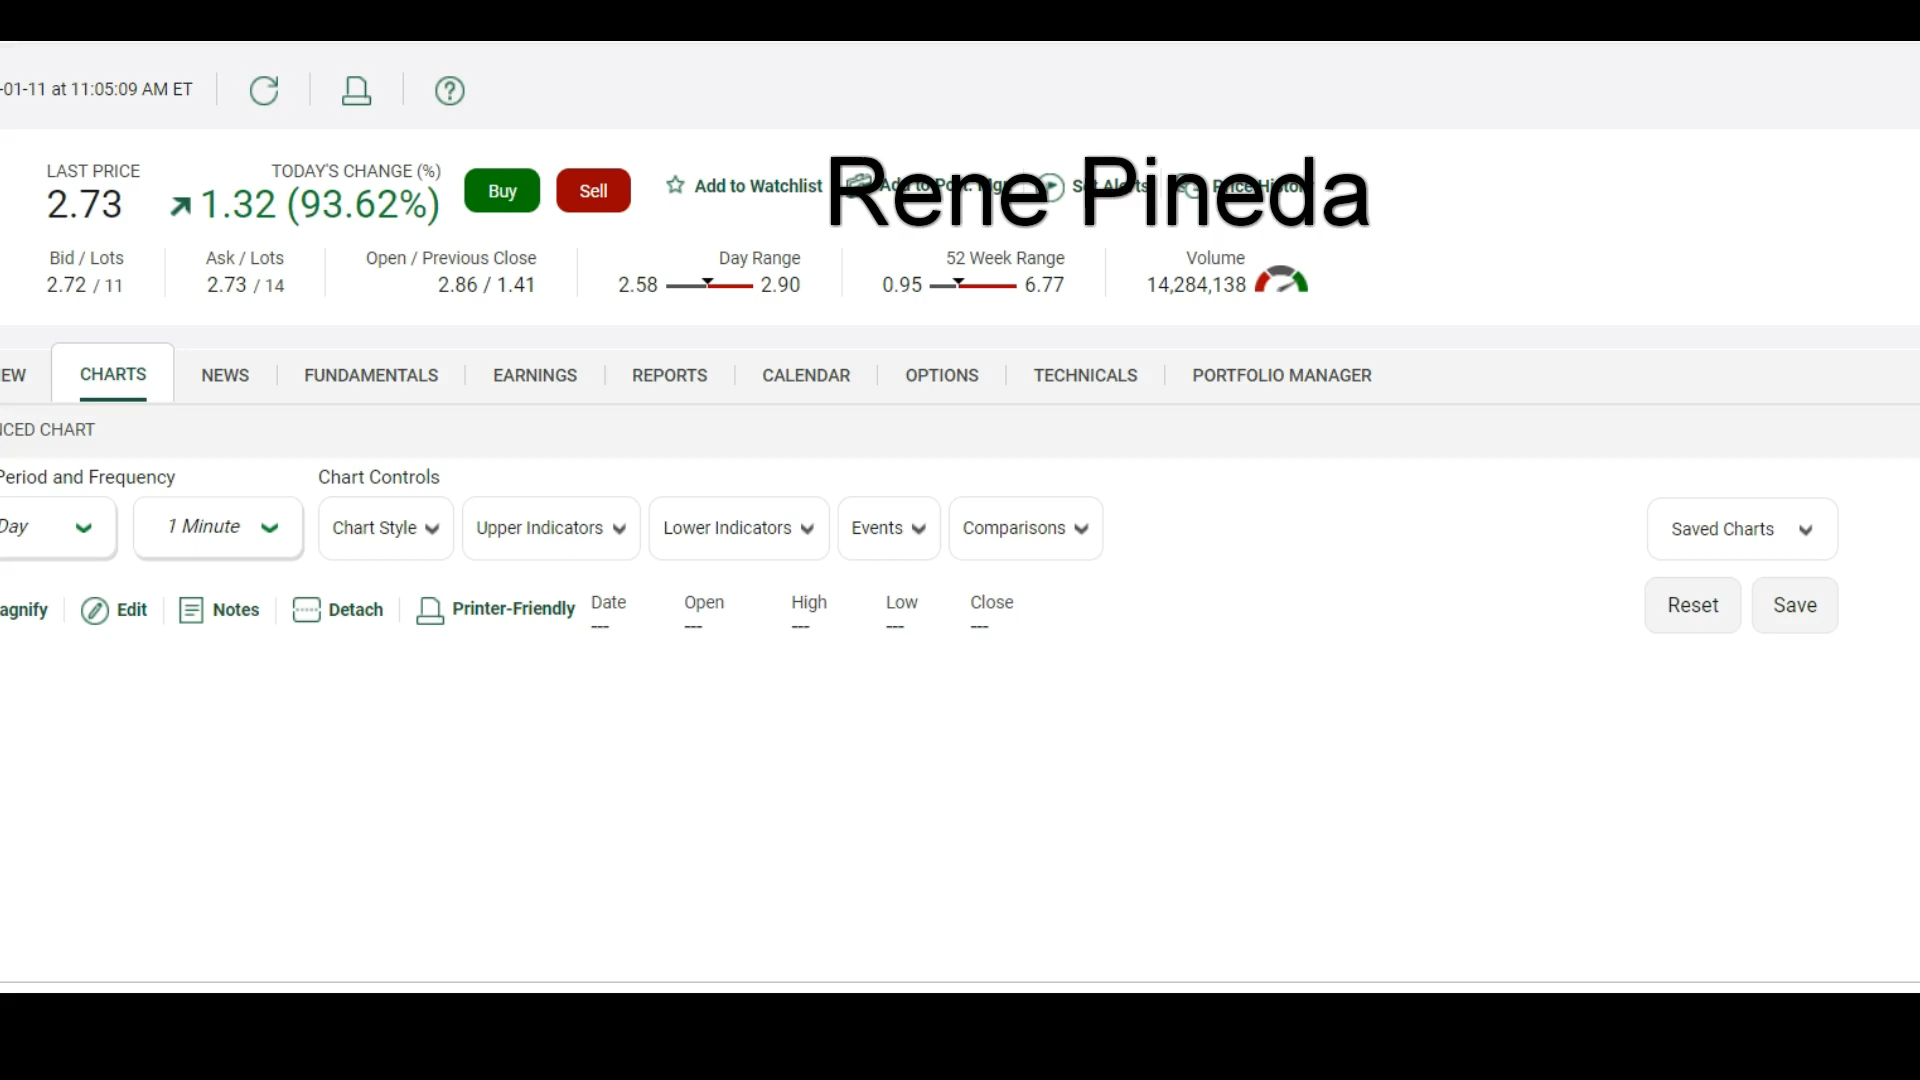 -01-11 at 11:05:09 AM ET
LAST PRICE
2.73
TODAY'S CHANGE (%)
1.32 (93.62%)
Buy
Sell
Add to Watchlist
Rene Pineda
Bid / Lots
2.72 / 11
Ask / Lots
2.73 / 14
Open / Previous Close
2.86 / 1.41
Day Range
2.58 2.90
52 Week Range
0.95 6.77
Volume
14,284,138
EW
CHARTS
NEWS
FUNDAMENTALS
EARNINGS
REPORTS
CALENDAR
OPTIONS
TECHNICALS
PORTFOLIO MANAGER
CED CHART
Period and Frequency
Chart Controls
Day
1 Minute
Chart Style
Upper Indicators
Lower Indicators
Events
Comparisons
Saved Charts
agnify
Edit
Notes
Detach
Printer-Friendly
Date
---
Open
---
High
---
Low
---
Close
---
Reset
Save